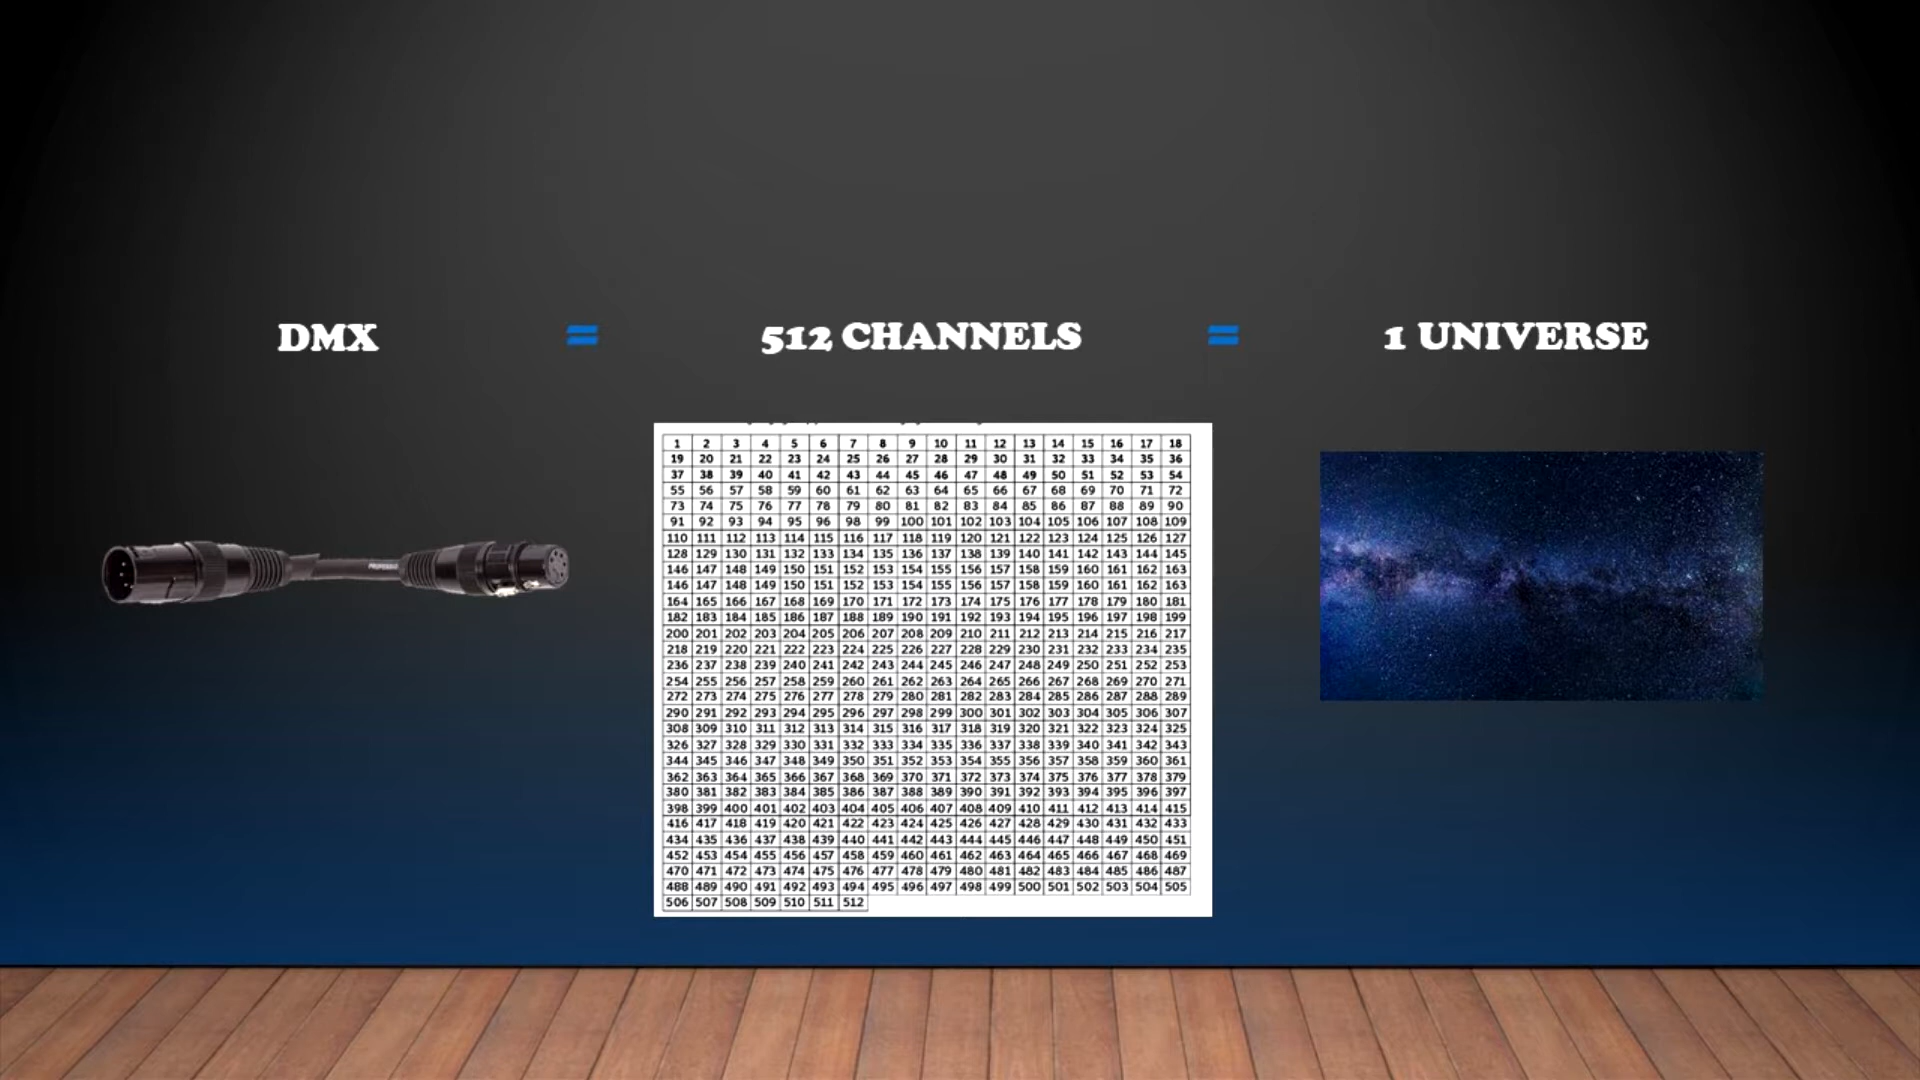 DMX = 512 CHANNELS = 1 UNIVERSE
1 2 3 4 5 6 7 8 9 10 11 12 13 14 15 16 17 18
19 20 21 22 23 24 25 26 27 28 29 30 31 32 33 34 35 36
37 38 39 40 41 42 43 44 45 46 47 48 49 50 51 52 53 54
55 56 57 58 59 60 61 62 63 64 65 66 67 68 69 70 71 72
73 74 75 76 77 78 79 80 81 82 83 84 85 86 87 88 89 90
91 92 93 94 95 96 98 99 100 101 102 103 104 105 106 107 108 109
110 111 112 113 114 115 116 117 118 119 120 121 122 123 124 125 126 127
128 129 130 131 132 133 134 135 136 137 138 139 140 141 142 143 144 145
146 147 148 149 150 151 152 153 154 155 156 157 158 159 160 161 162 163
146 147 148 149 150 151 152 153 154 155 156 157 158 159 160 161 162 163
164 165 166 167 168 169 170 171 172 173 174 175 176 177 178 179 180 181
182 183 184 185 186 187 188 189 190 191 192 193 194 195 196 197 198 199
200 201 202 203 204 205 206 207 208 209 210 211 212 213 214 215 216 217
218 219 220 221 222 223 224 225 226 227 228 229 230 231 232 233 234 235
236 237 238 239 240 241 242 243 244 245 246 247 248 249 250 251 252 253
254 255 256 257 258 259 260 261 262 263 264 265 266 267 268 269 270 271
272 273 274 275 276 277 278 279 280 281 282 283 284 285 286 287 288 289
290 291 292 293 294 295 296 297 298 299 300 301 302 303 304 305 306 307
308 309 310 311 312 313 314 315 316 317 318 319 320 321 322 323 324 325
326 327 328 329 330 331 332 333 334 335 336 337 338 339 340 341 342 343
344 345 346 347 348 349 350 351 352 353 354 355 356 357 358 359 360 361
362 363 364 365 366 367 368 369 370 371 372 373 374 375 376 377 378 379
380 381 382 383 384 385 386 387 388 389 390 391 392 393 394 395 396 397
398 399 400 401 402 403 404 405 406 407 408 409 410 411 412 413 414 415
416 417 418 419 420 421 422 423 424 425 426 427 428 429 430 431 432 433
434 435 436 437 438 439 440 441 442 443 444 445 446 447 448 449 450 451
452 453 454 455 456 457 458 459 460 461 462 463 464 465 466 467 468 469
470 471 472 473 474 475 476 477 478 479 480 481 482 483 484 485 486 487
488 489 490 491 492 493 494 495 496 497 498 499 500 501 502 503 504 505
506 507 508 509 510 511 512